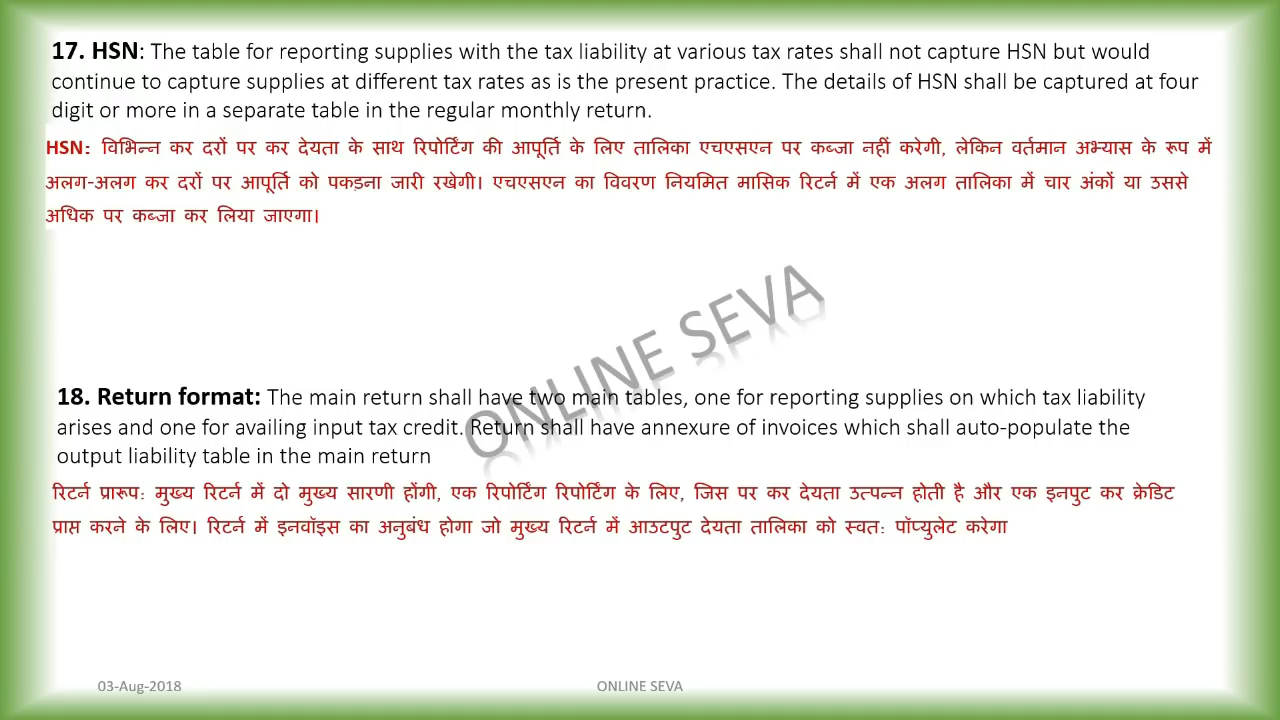 17. HSN: The table for reporting supplies with the tax liability at various tax rates shall not capture HSN but would
continue to capture supplies at different tax rates as is the present practice. The details of HSN shall be captured at four
digit or more in a separate table in the regular monthly return.
HSN: विभिन्न कर दरों पर कर देयता के साथ रिपोर्टिंग की आपूर्ति के लिए तालिका एचएसएन पर कब्जा नहीं करेगी, लेकिन वर्तमान अभ्यास के रूप में
अलग-अलग कर दरों पर आपूर्ति को पकड़ना जारी रखेगी। एचएसएन का विवरण नियमित मासिक रिटर्न में एक अलग तालिका में चार अंकों या उससे
अधिक पर कब्जा कर लिया जाएगा।
ONLINE SEVA
18. Return format: The main return shall have two main tables, one for reporting supplies on which tax liability
arises and one for availing input tax credit. Return shall have annexure of invoices which shall auto-populate the
output liability table in the main return
रिटर्न प्रारूप: मुख्य रिटर्न में दो मुख्य सारणी होंगी, एक रिपोर्टिंग रिपोर्टिंग के लिए, जिस पर कर देयता उत्पन्न होती है और एक इनपुट कर क्रेडिट
प्राप्त करने के लिए। रिटर्न में इनवॉइस का अनुबंध होगा जो मुख्य रिटर्न में आउटपुट देयता तालिका को स्वत: पॉप्युलेट करेगा
03-Aug-2018
ONLINE SEVA